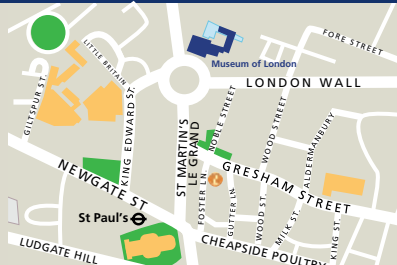 FORE STREET
LITTLE BRITAIN
Museum of London
LONDON WALL
GILTSPUR ST.
KING EDWARD ST.
NOBLE STREET
WOOD STREET
ALDERMANBURY
ST MARTIN'S
LE GRAND
NEWGATE ST
GRESHAM STREET
FOSTER LN.
GUTTER LN.
WOOD ST.
MILK ST.
KING ST.
St Paul's
LUDGATE HILL
CHEAPSIDE POULTRY